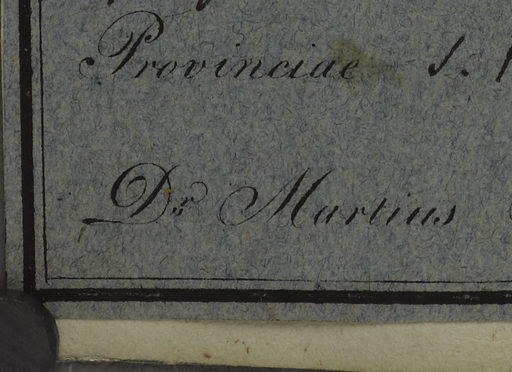 Provinciae S.
Dr. Martius